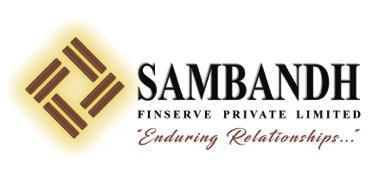 SAMBANDH
FINSERVE PRIVATE LIMITED
"Enduring Relationships..."